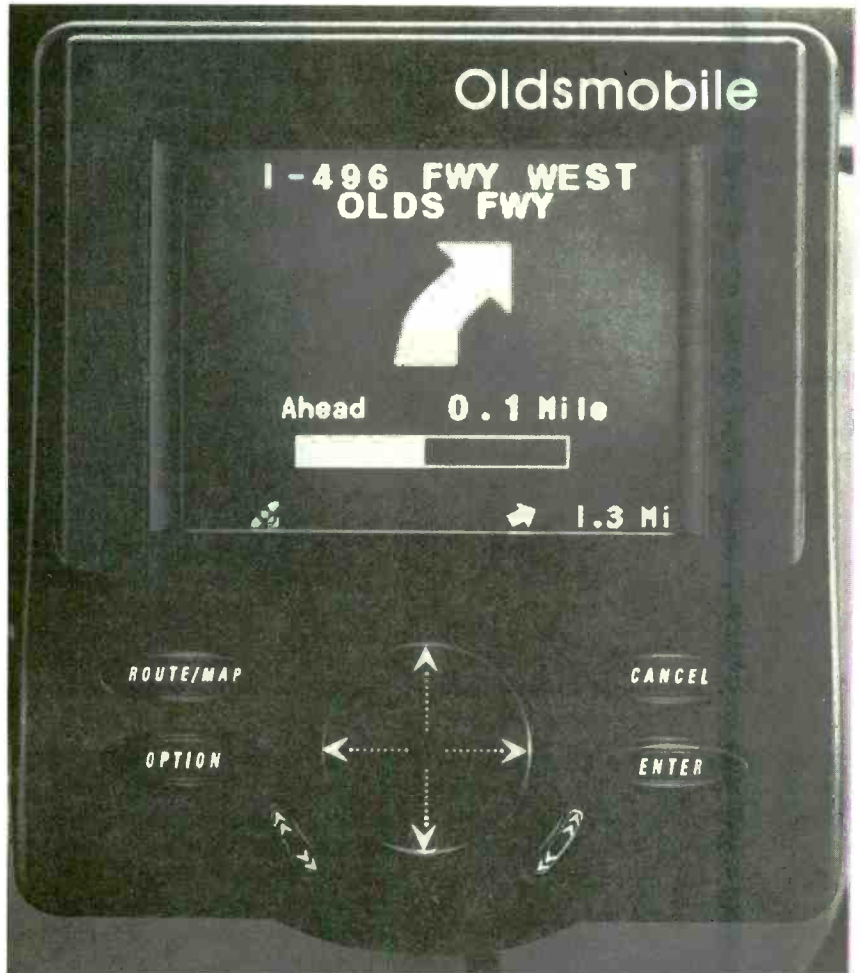 Oldsmobile
I-496 FWY WEST
OLDS FWY
Ahead 0.1 Mile
1.3 Mi
ROUTE/MAP
CANCEL
OPTION
ENTER